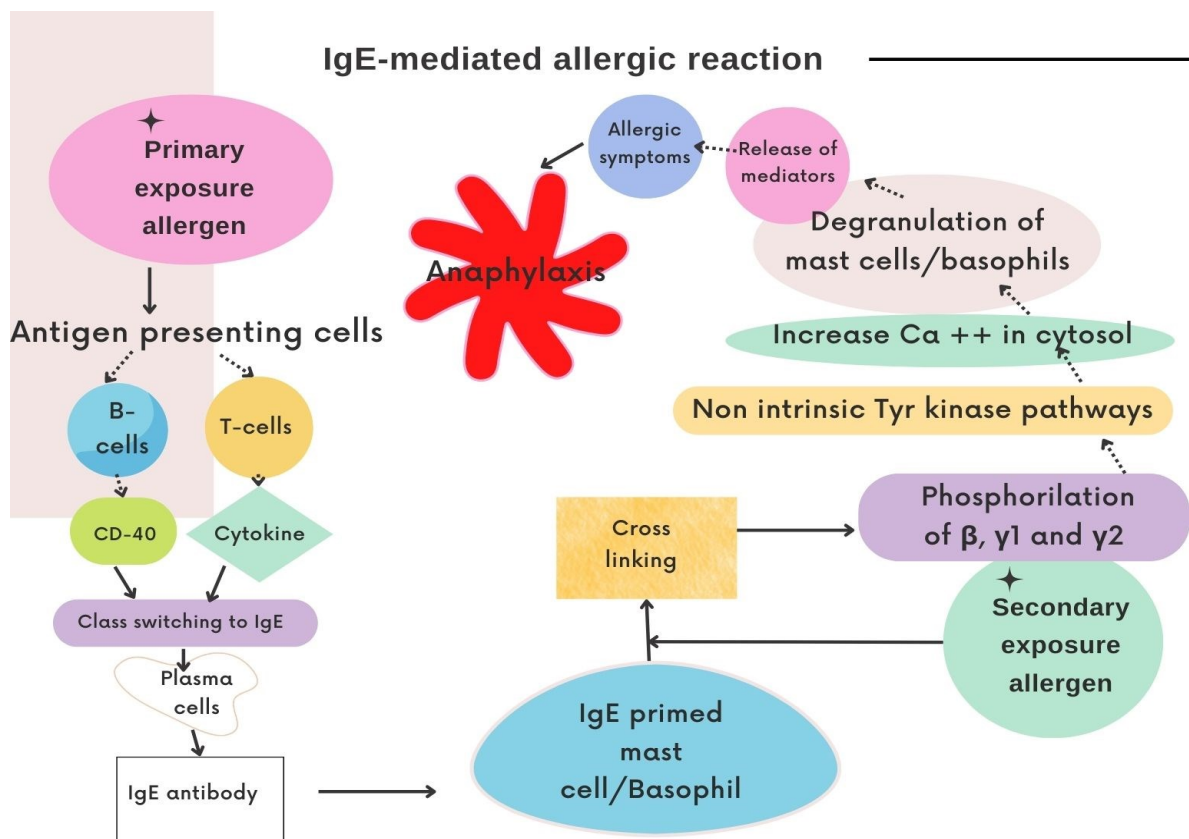 IgE-mediated allergic reaction
Primary
exposure
allergen
Antigen presenting cells
B-
cells
T-cells
CD-40
Cytokine
Class switching to IgE
Plasma
cells
IgE antibody
IgE primed
mast
cell/Basophil
Cross
linking
Secondary
exposure
allergen
Phosphorilation
of β, γ1 and γ2
Non intrinsic Tyr kinase pathways
Increase Ca ++ in cytosol
Degranulation of
mast cells/basophils
Release of
mediators
Allergic
symptoms
Anaphylaxis